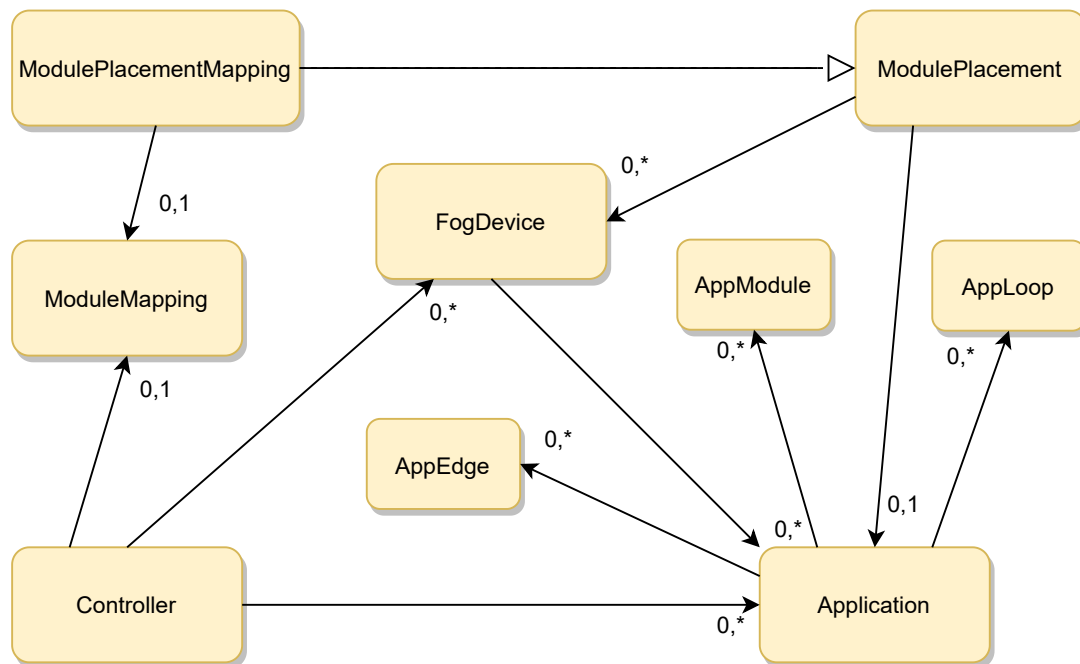 ModulePlacementMapping
ModulePlacement
0,*
0,1
FogDevice
ModuleMapping
AppModule
AppLoop
0,*
0,*
0,*
0,1
AppEdge
0,*
0,1
0,*
Controller
Application
0,*